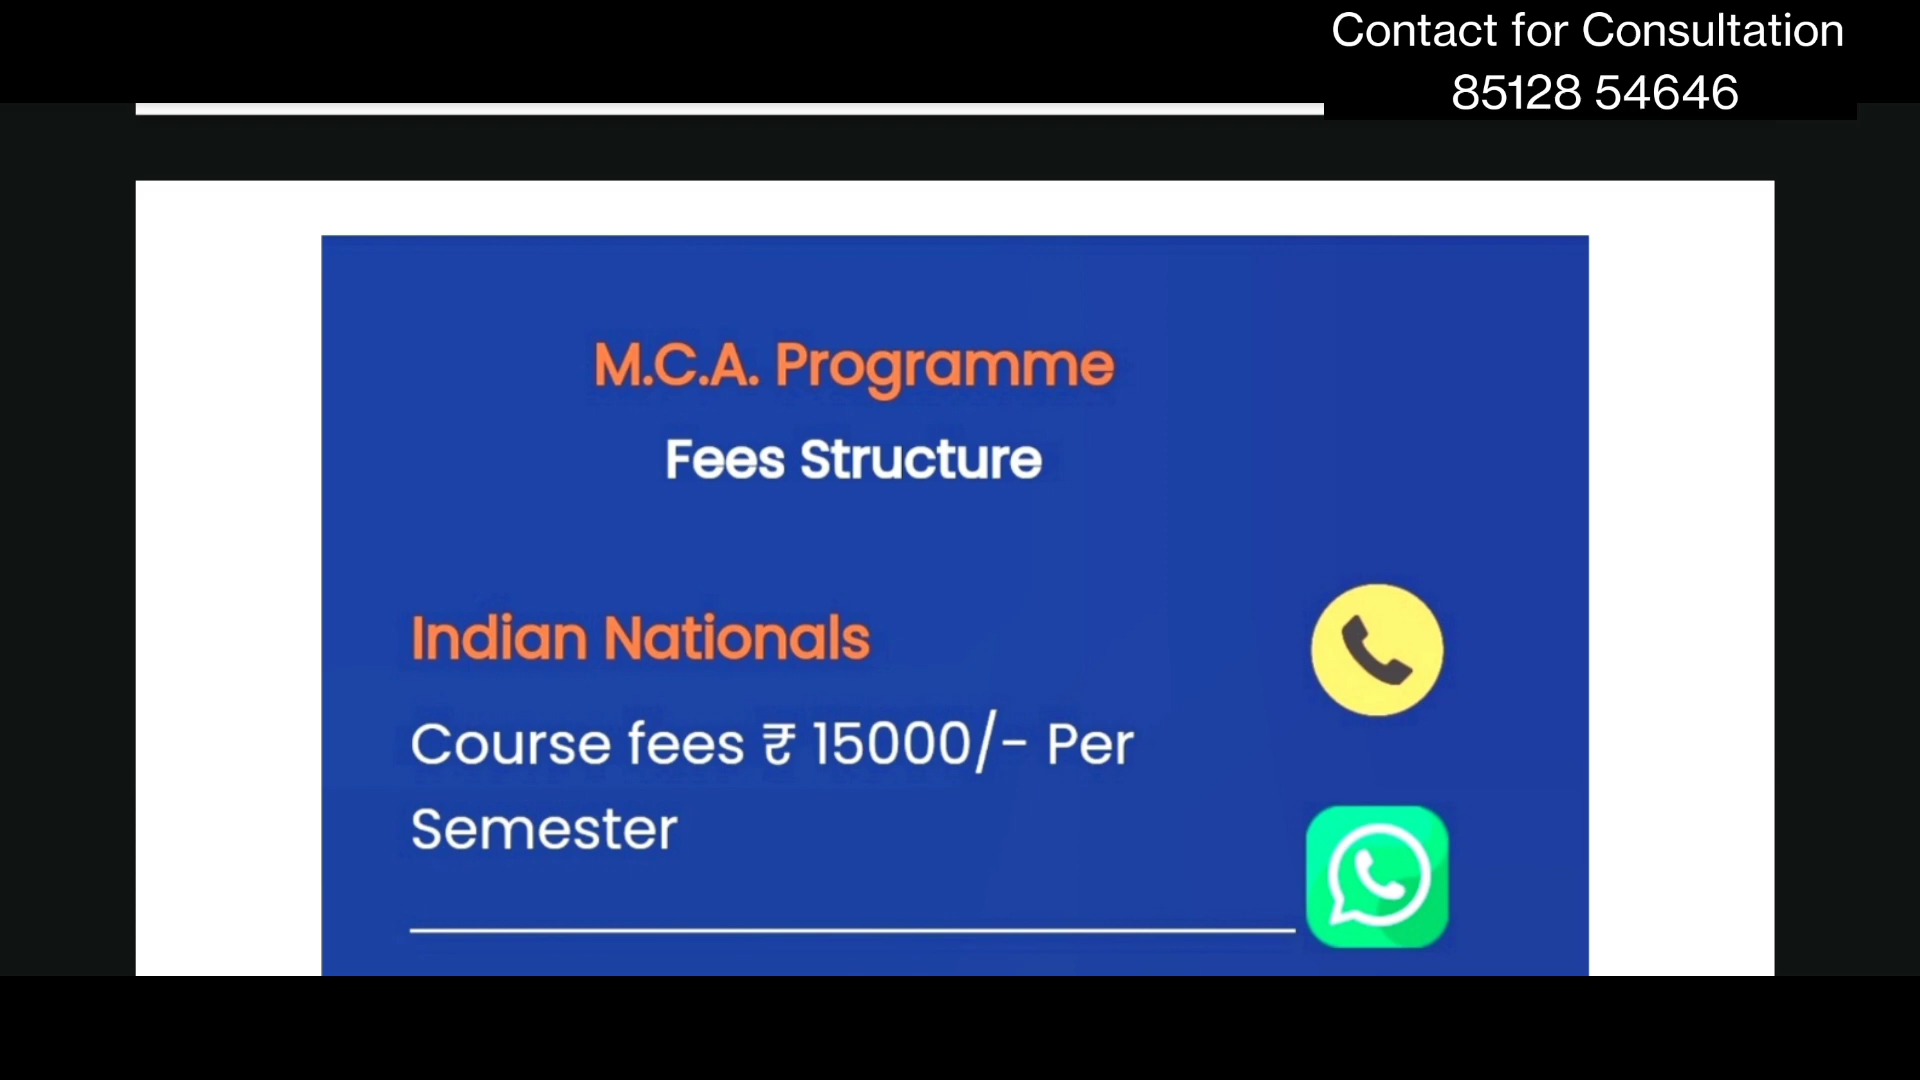 Contact for Consultation
85128 54646
M.C.A. Programme
Fees Structure
Indian Nationals
Course fees ₹ 15000/- Per
Semester